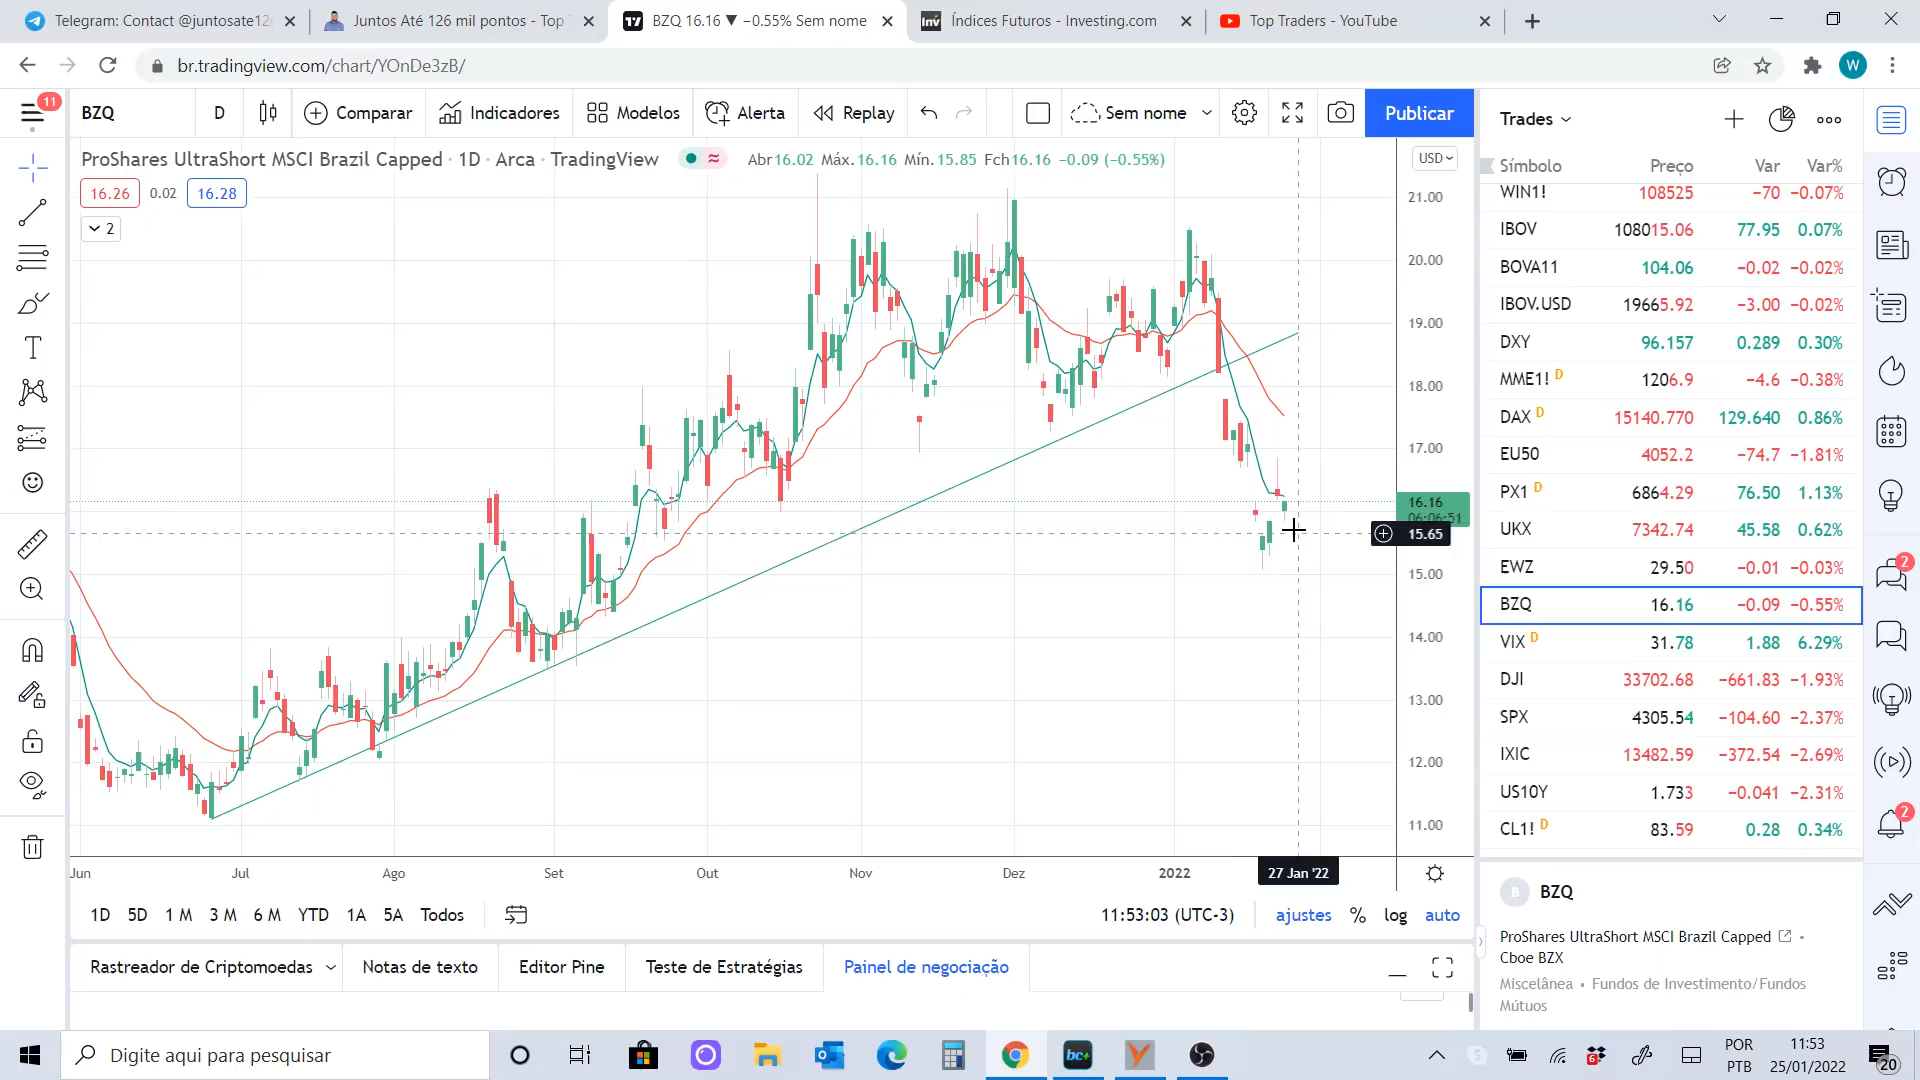 Telegram: Contact @juntosate12
Juntos Até 126 mil pontos - Top
BZQ 16.16 ▼ −0.55% Sem nome
Índices Futuros - Investing.com
Top Traders - YouTube
br.tradingview.com/chart/YOnDe3zB/
W
11
BZQ
D
Comparar
Indicadores
Modelos
Alerta
Replay
Sem nome
Publicar
ProShares UltraShort MSCI Brazil Capped · 1D · Arca · TradingView
Abr16.02 Máx.16.16 Mín.15.85 Fch16.16 −0.09 (−0.55%)
USD
16.26
0.02
16.28
2
21.00
20.00
19.00
18.00
17.00
16.16
06:06:51
15.65
15.00
14.00
13.00
12.00
11.00
Jun
Jul
Ago
Set
Out
Nov
Dez
2022
27 Jan '22
1D 5D 1 M 3 M 6 M YTD 1A 5A Todos
11:53:03 (UTC-3)
ajustes
%
log
auto
Rastreador de Criptomoedas
Notas de texto
Editor Pine
Teste de Estratégias
Painel de negociação
Trades
Símbolo Preço Var Var%
WIN1! 108525 −70 −0.07%
IBOV 108015.06 77.95 0.07%
BOVA11 104.06 −0.02 −0.02%
IBOV.USD 19665.92 −3.00 −0.02%
DXY 96.157 0.289 0.30%
MME1! D 1206.9 −4.6 −0.38%
DAX D 15140.770 129.640 0.86%
EU50 4052.2 −74.7 −1.81%
PX1 D 6864.29 76.50 1.13%
UKX 7342.74 45.58 0.62%
EWZ 29.50 −0.01 −0.03%
BZQ 16.16 −0.09 −0.55%
VIX D 31.78 1.88 6.29%
DJI 33702.68 −661.83 −1.93%
SPX 4305.54 −104.60 −2.37%
IXIC 13482.59 −372.54 −2.69%
US10Y 1.733 −0.041 −2.31%
CL1! D 83.59 0.28 0.34%
B
BZQ
ProShares UltraShort MSCI Brazil Capped •
Cboe BZX
Miscelânea • Fundos de Investimento/Fundos
Mútuos
2
2
Digite aqui para pesquisar
bc+
6
POR
PTB
11:53
25/01/2022
20